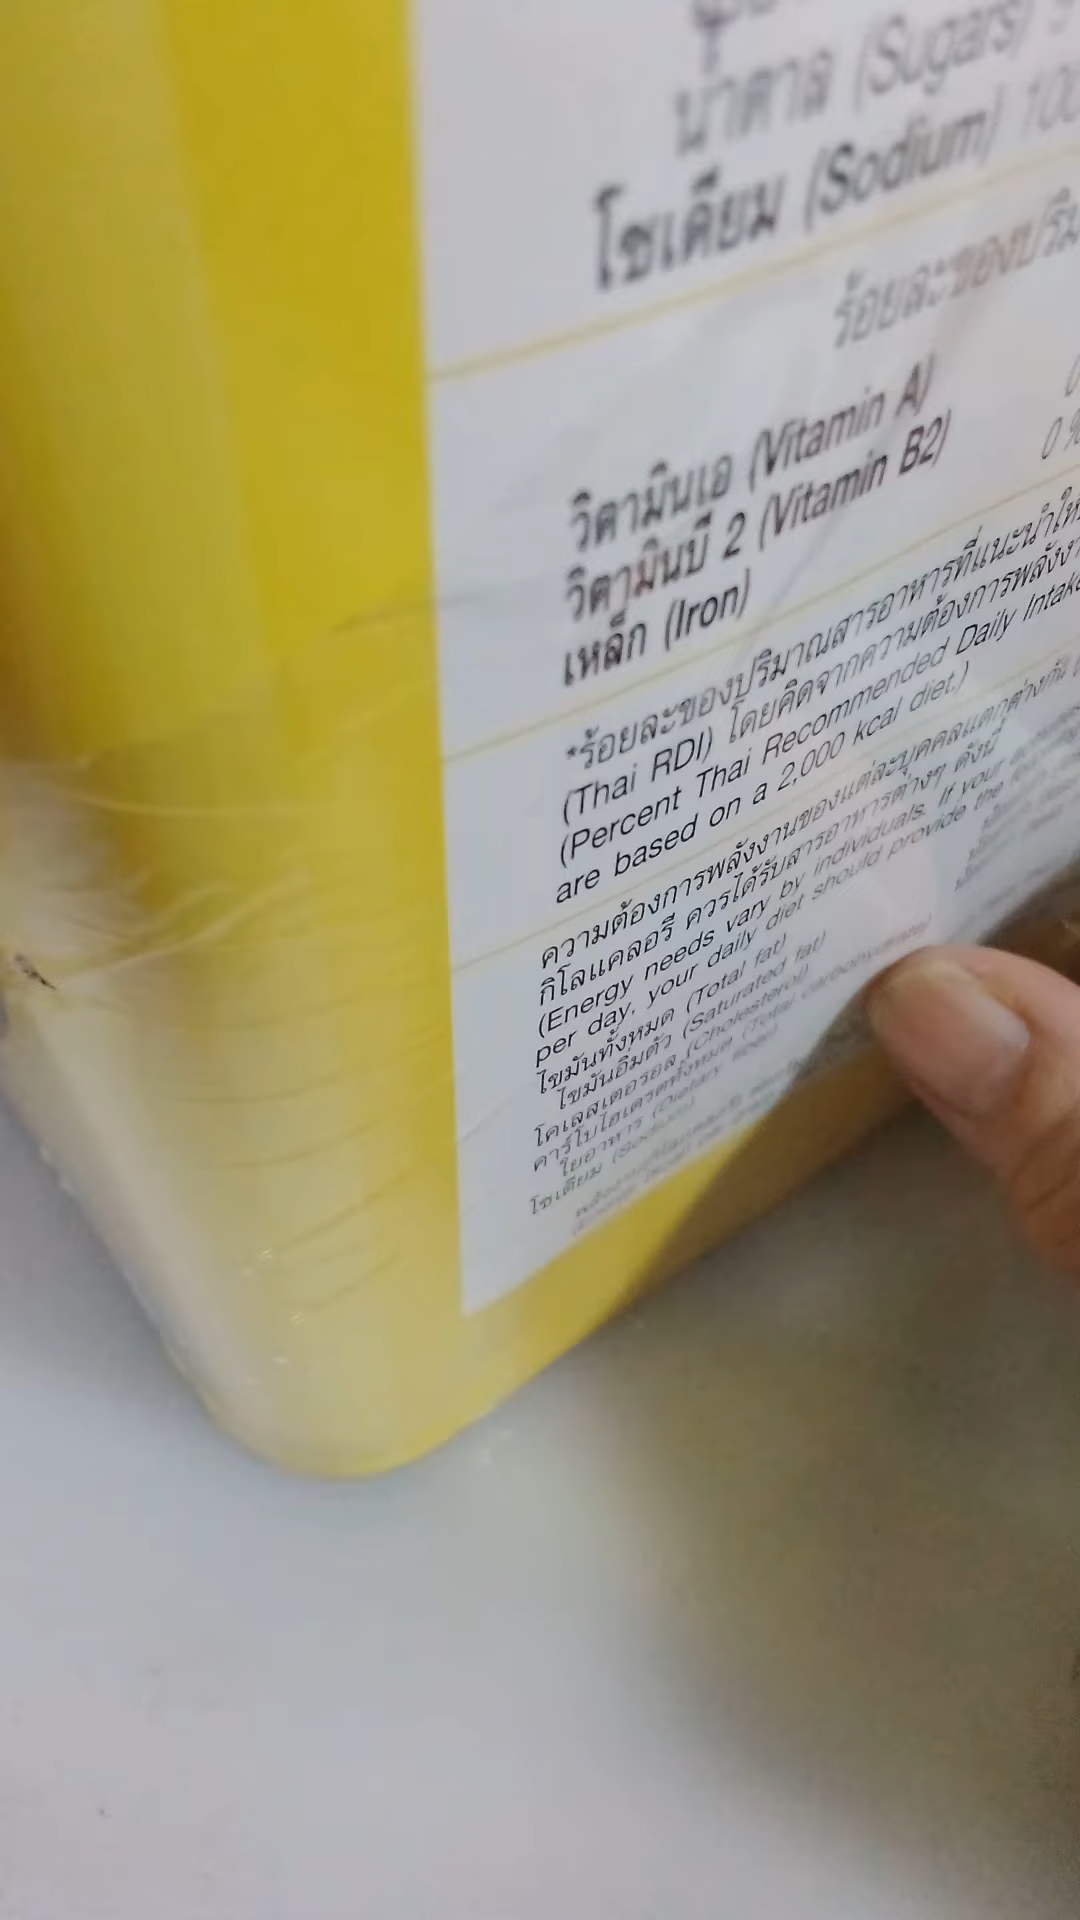 น้ำตาล (Sugars)
โซเดียม (Sodium) 100
ร้อยละของปริม
วิตามินเอ (Vitamin A) 0
วิตามินบี 2 (Vitamin B2) 0 %
เหล็ก (Iron)
*ร้อยละของปริมาณสารอาหารที่แนะนำให้
(Thai RDI) โดยคิดจากความต้องการพลังงา
(Percent Thai Recommended Daily Intake
are based on a 2,000 kcal diet.)
ความต้องการพลังงานของแต่ละบุคคลแตกต่างกัน
กิโลแคลอรี ควรได้รับสารอาหารต่างๆ ดังนี้
(Energy needs vary by individuals. If your
per day, your daily diet should provide the
ไขมันทั้งหมด (Total fat)
ไขมันอิ่มตัว (Saturated fat)
โคเลสเตอรอล (Cholesterol)
คาร์โบไฮเดรตทั้งหมด (Total carbohydrate)
ใยอาหาร (Dietary fiber)
โซเดียม (Sodium)